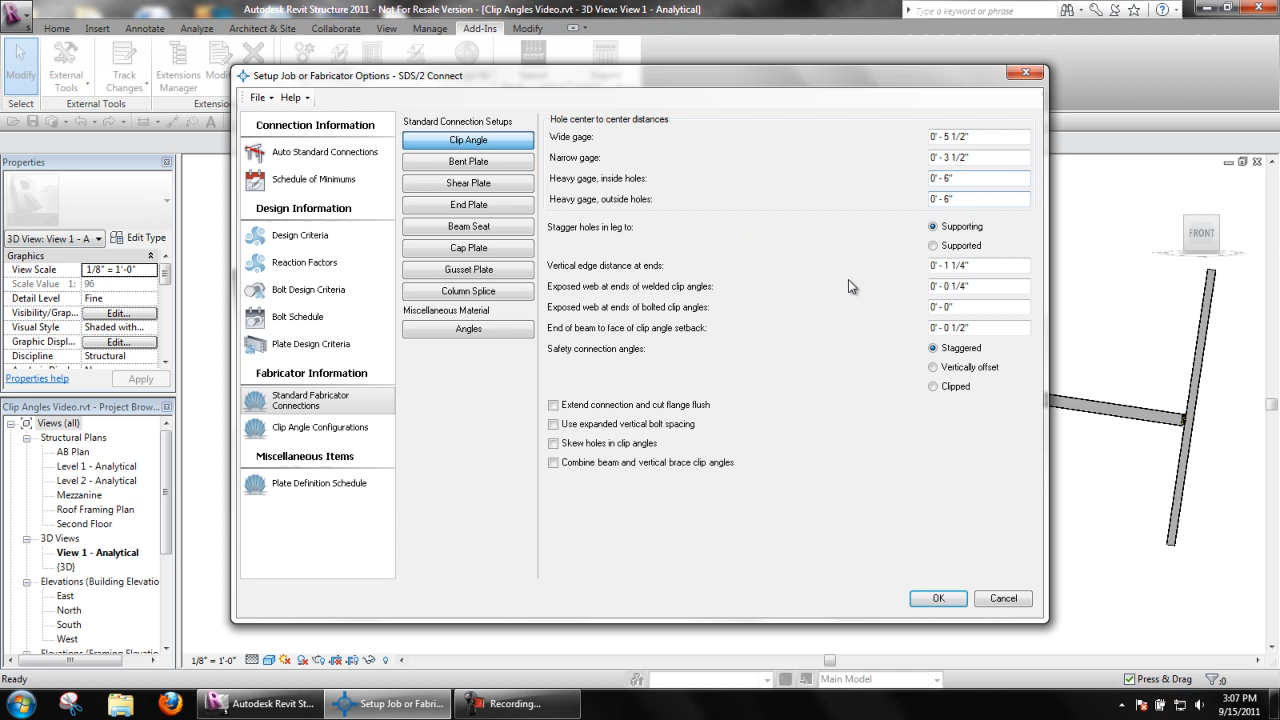 Autodesk Revit Structure 2011 - Not For Resale Version - [Clip Angles Video.rvt - 3D View: View 1 - Analytical]
Type a keyword or phrase
Home Insert Annotate Analyze Architect & Site Collaborate View Manage Add-Ins Modify
Modify
External Tools
Track Changes
Extensions Manager
Select
External Tools
Properties
3D View: View 1 - A
Edit Type
Graphics
View Scale 1/8" = 1'-0"
Scale Value 1: 96
Detail Level Fine
Visibility/Grap... Edit...
Visual Style Shaded with...
Graphic Displ... Edit...
Discipline Structural
Properties help
Apply
Clip Angles Video.rvt - Project Brow...
Views (all)
Structural Plans
AB Plan
Level 1 - Analytical
Level 2 - Analytical
Mezzanine
Roof Framing Plan
Second Floor
3D Views
View 1 - Analytical
{3D}
Elevations (Building Elevatio
East
North
South
West
Elevations (Framing Elevatio
Setup Job or Fabricator Options - SDS/2 Connect
File Help
Connection Information
Auto Standard Connections
Schedule of Minimums
Design Information
Design Criteria
Reaction Factors
Bolt Design Criteria
Bolt Schedule
Plate Design Criteria
Fabricator Information
Standard Fabricator Connections
Clip Angle Configurations
Miscellaneous Items
Plate Definition Schedule
Standard Connection Setups
Clip Angle
Bent Plate
Shear Plate
End Plate
Beam Seat
Cap Plate
Gusset Plate
Column Splice
Miscellaneous Material
Angles
Hole center to center distances
Wide gage: 0' - 5 1/2"
Narrow gage: 0' - 3 1/2"
Heavy gage, inside holes: 0' - 6"
Heavy gage, outside holes: 0' - 6"
Stagger holes in leg to: Supporting
Supported
Vertical edge distance at ends: 0' - 1 1/4"
Exposed web at ends of welded clip angles: 0' - 0 1/4"
Exposed web at ends of bolted clip angles: 0' - 0"
End of beam to face of clip angle setback: 0' - 0 1/2"
Safety connection angles: Staggered
Vertically offset
Clipped
Extend connection and cut flange flush
Use expanded vertical bolt spacing
Skew holes in clip angles
Combine beam and vertical brace clip angles
OK Cancel
FRONT
1/8" = 1'-0"
Ready
Main Model
Press & Drag
:0
Autodesk Revit St...
Setup Job or Fabri...
Recording...
3:07 PM
9/15/2011